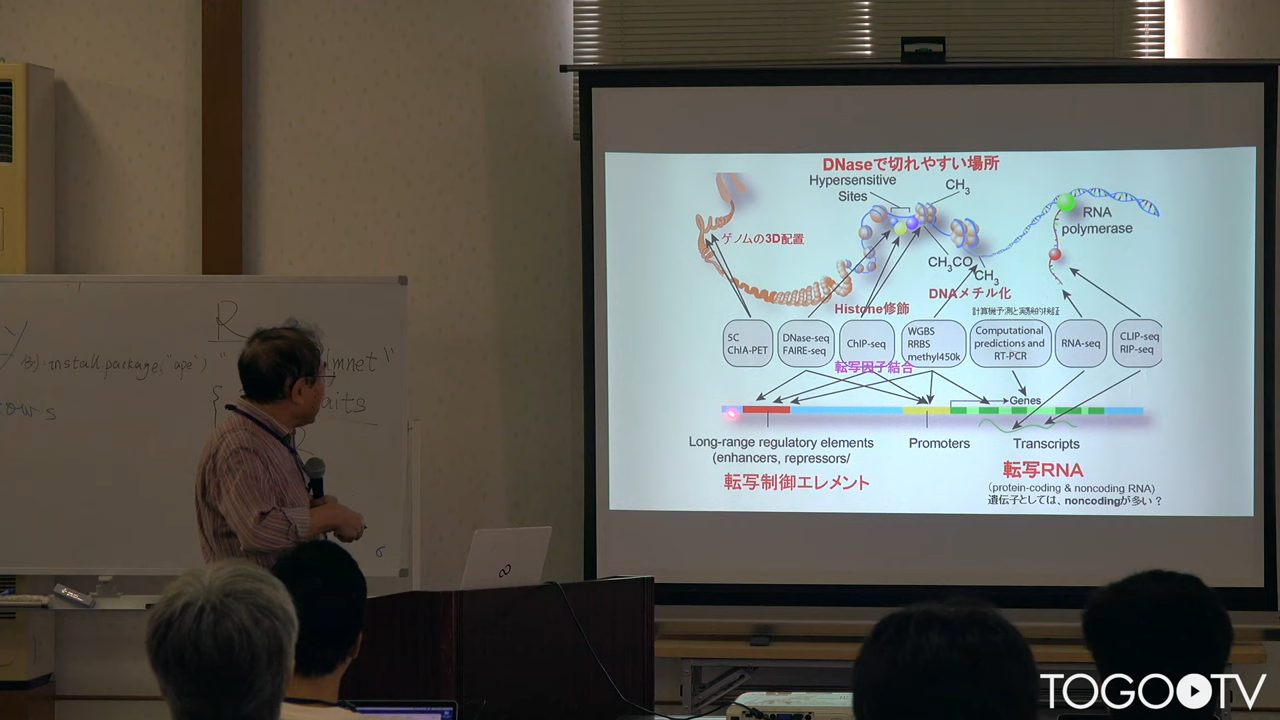 DNaseで切れやすい場所
Hypersensitive
Sites
CH3
ゲノムの3D配置
RNA
polymerase
CH3CO
CH3
DNAメチル化
Histone修飾
計算機予測と実験的検証
5C
ChIA-PET
DNase-seq
FAIRE-seq
ChIP-seq
WGBS
RRBS
methyl450k
Computational
predictions and
RT-PCR
RNA-seq
CLIP-seq
RIP-seq
転写因子結合
Genes
Long-range regulatory elements
(enhancers, repressors/
Promoters
Transcripts
転写制御エレメント
転写RNA
(protein-coding & noncoding RNA)
遺伝子としては、noncodingが多い?
R
install.package("ape")
TOGOTV